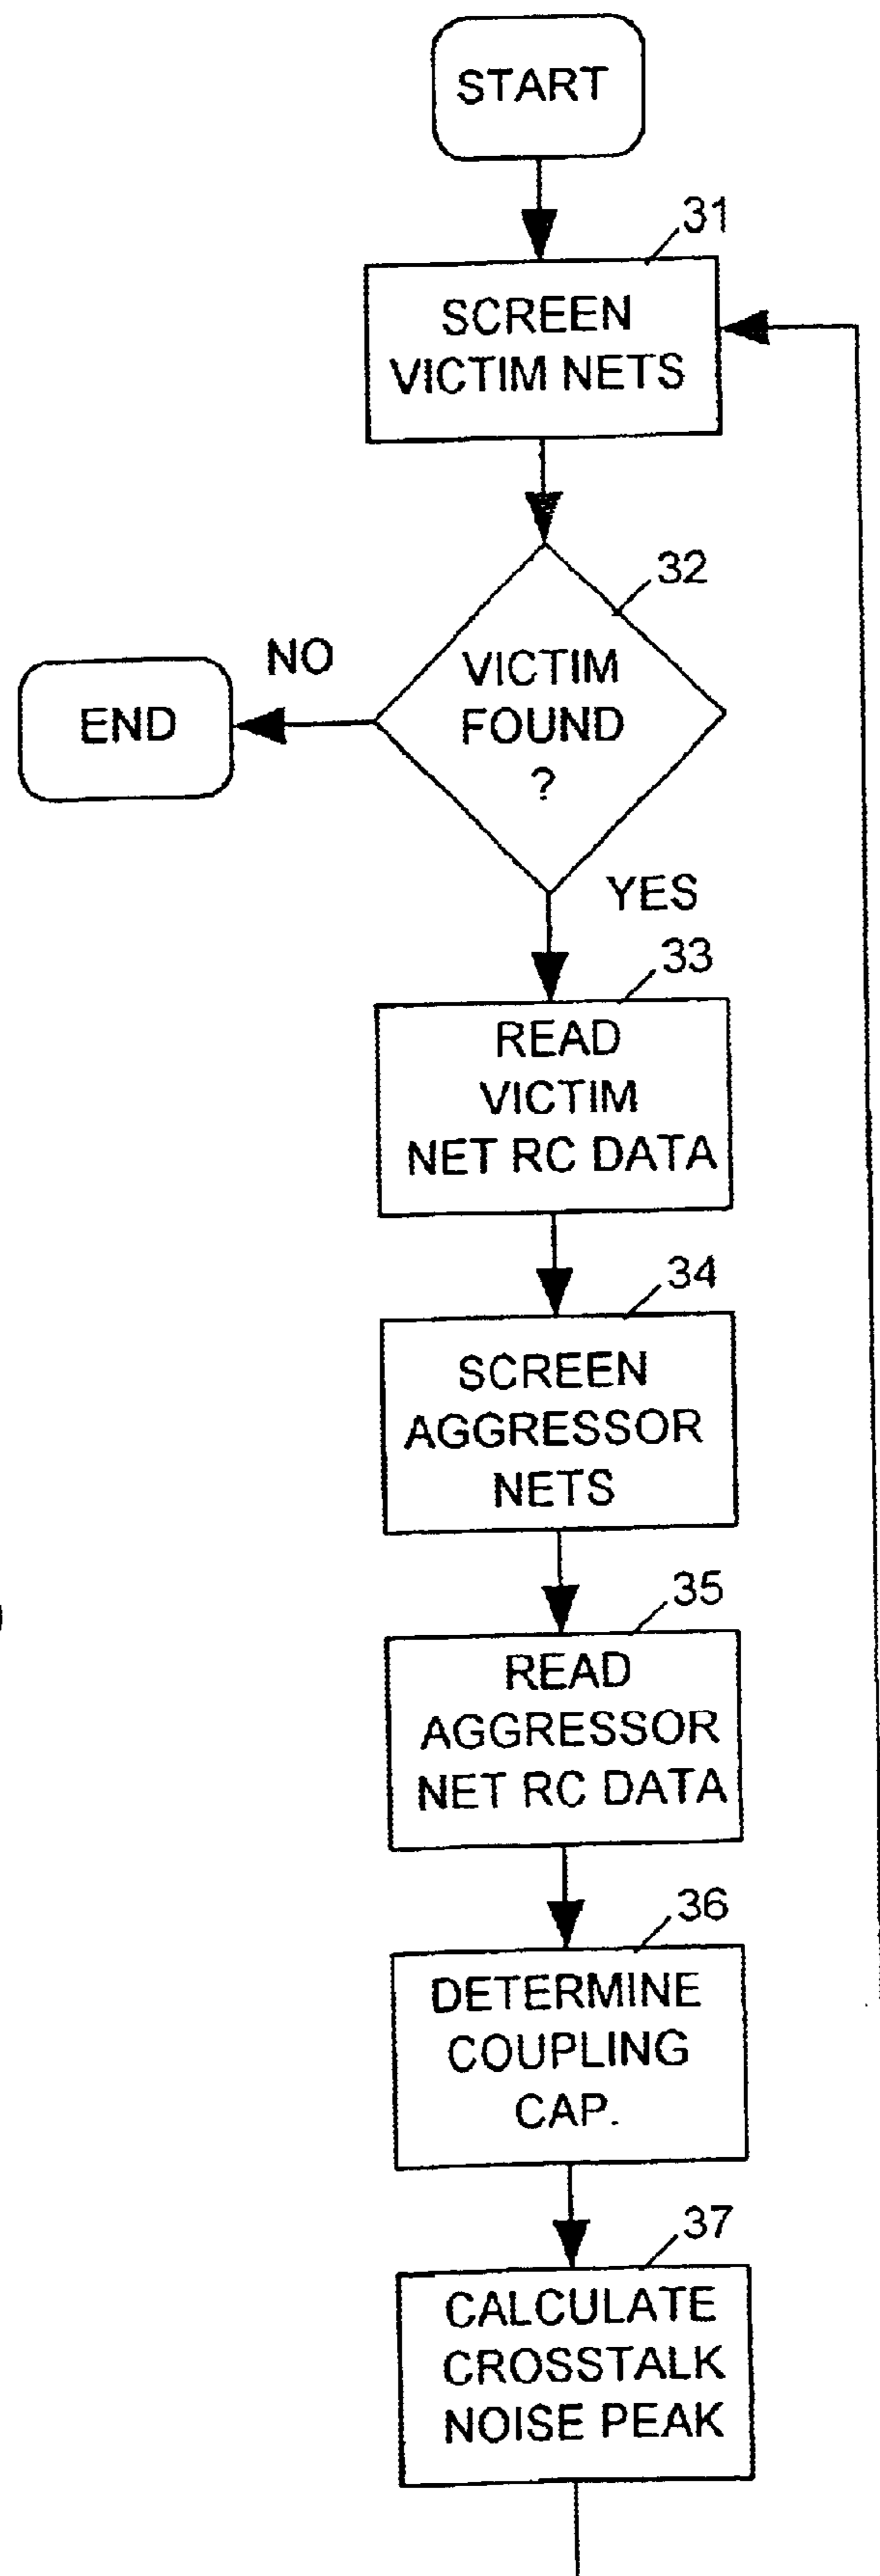 START
31
SCREEN
VICTIM NETS
32
VICTIM
FOUND
?
NO
END
YES
33
READ
VICTIM
NET RC DATA
34
SCREEN
AGGRESSOR
NETS
35
READ
AGGRESSOR
NET RC DATA
36
DETERMINE
COUPLING
CAP.
37
CALCULATE
CROSSTALK
NOISE PEAK